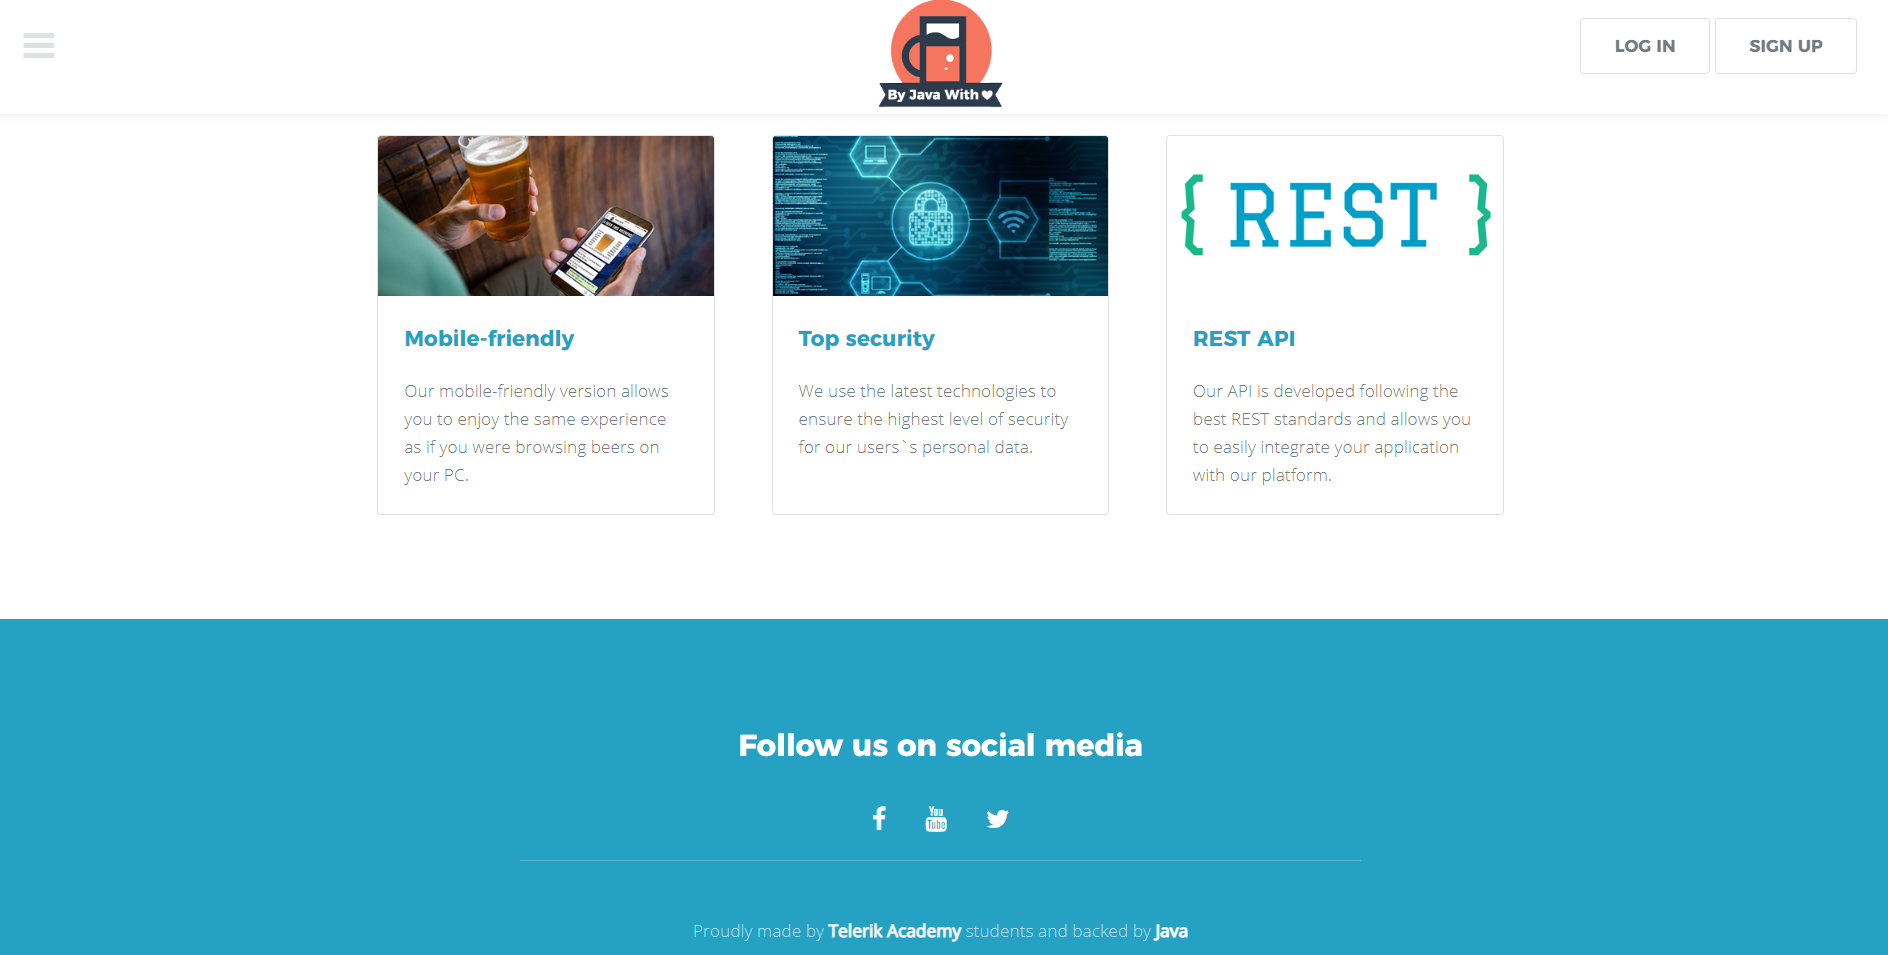 By Java With
LOG IN
SIGN UP
{ REST }
Mobile-friendly
Our mobile-friendly version allows
you to enjoy the same experience
as if you were browsing beers on
your PC.
Top security
We use the latest technologies to
ensure the highest level of security
for our users`s personal data.
REST API
Our API is developed following the
best REST standards and allows you
to easily integrate your application
with our platform.
Follow us on social media
You
Tube
Proudly made by Telerik Academy students and backed by Java